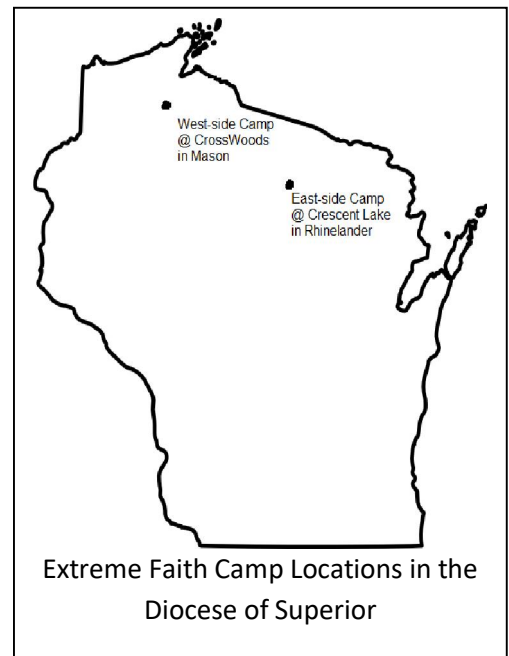 West-side Camp
@ CrossWoods
in Mason
East-side Camp
@ Crescent Lake
in Rhinelander
Extreme Faith Camp Locations in the
Diocese of Superior